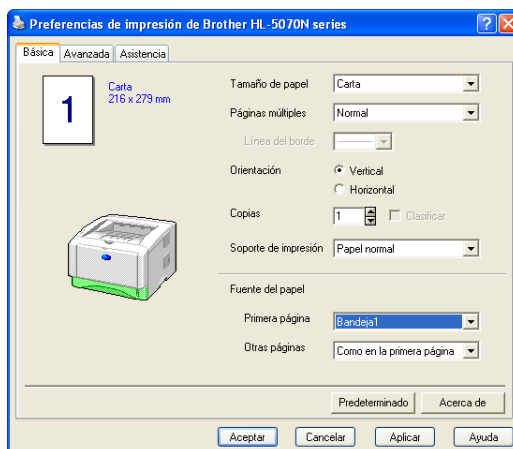 Preferencias de impresión de Brother HL-5070N series
Básica Avanzada Asistencia
1
Carta
216 x 279 mm
Tamaño de papel Carta
Páginas múltiples Normal
Línea del borde
Orientación Vertical
Horizontal
Copias 1 Clasificar
Soporte de impresión Papel normal
Fuente del papel
Primera página Bandeja1
Otras páginas Como en la primera página
Predeterminado Acerca de
Aceptar Cancelar Aplicar Ayuda